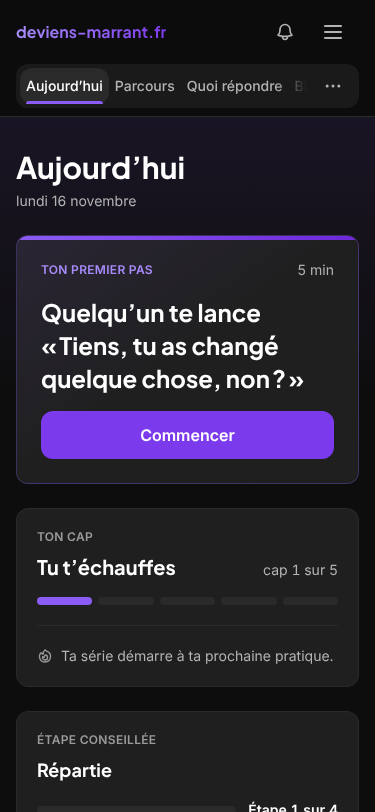 deviens-marrant.fr
Aujourd’hui Parcours Quoi répondre
Aujourd’hui
lundi 16 novembre
TON PREMIER PAS 5 min
Quelqu’un te lance
« Tiens, tu as changé
quelque chose, non ? »
Commencer
TON CAP
Tu t’échauffes cap 1 sur 5
Ta série démarre à ta prochaine pratique.
ÉTAPE CONSEILLÉE
Répartie
Étape 1 sur 4